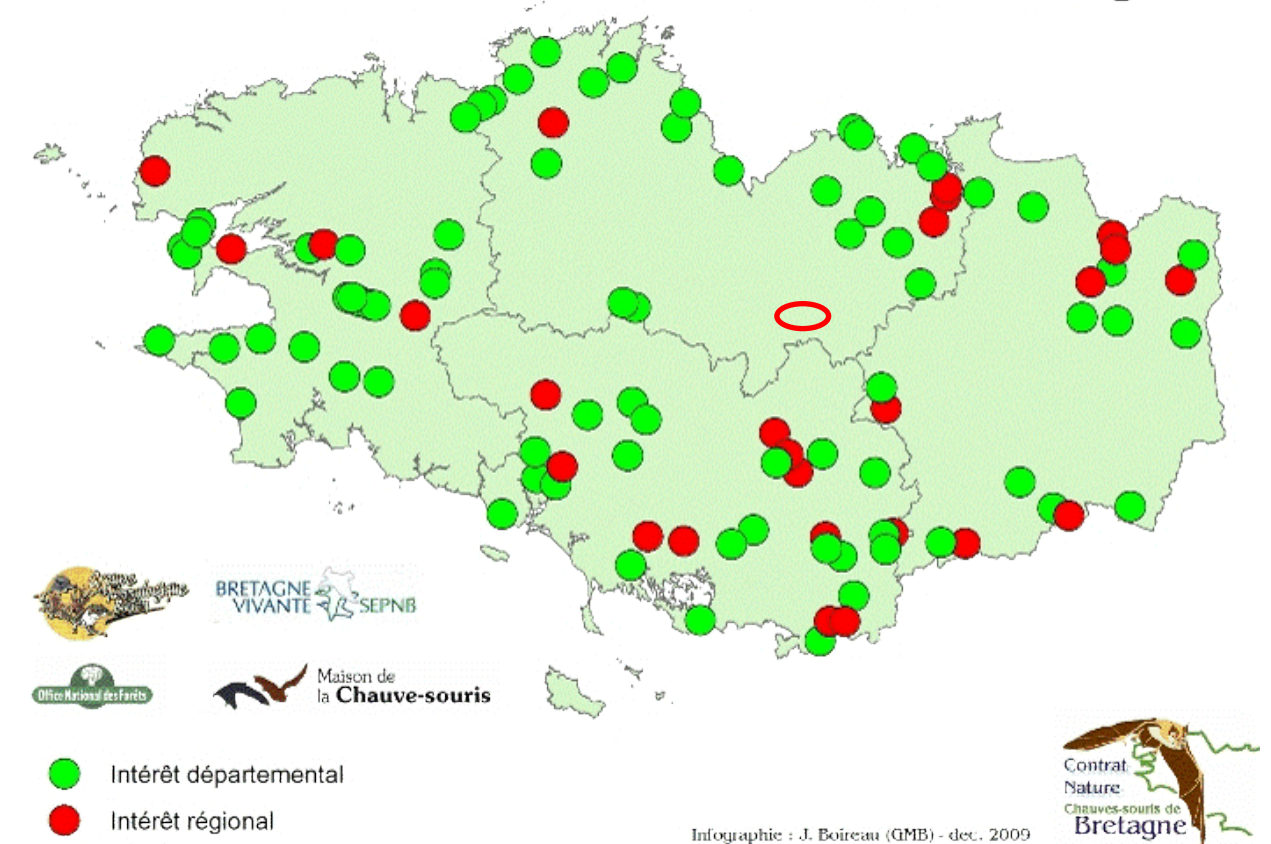 BRETAGNE
VIVANTE
SEPNB
Office National des Forêts
Maison de
la Chauve-souris
Intérêt départemental
Intérêt régional
Contrat
Nature
Chauves-souris de
Bretagne
Infographie : J. Boireau (GMB) - dec. 2009